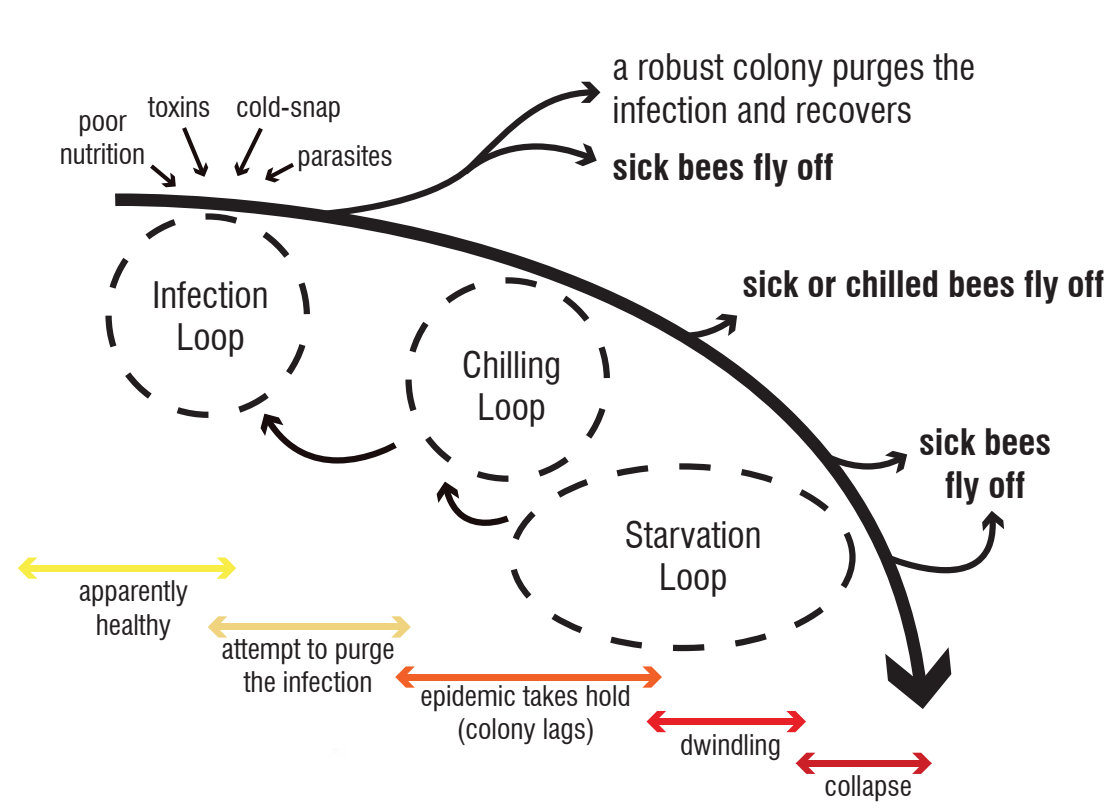 a robust colony purges the
infection and recovers
sick bees fly off
toxins
cold-snap
poor
nutrition
parasites
sick or chilled bees fly off
Infection
Loop
Chilling
Loop
sick bees
fly off
Starvation
Loop
apparently
healthy
attempt to purge
the infection
epidemic takes hold
(colony lags)
dwindling
collapse